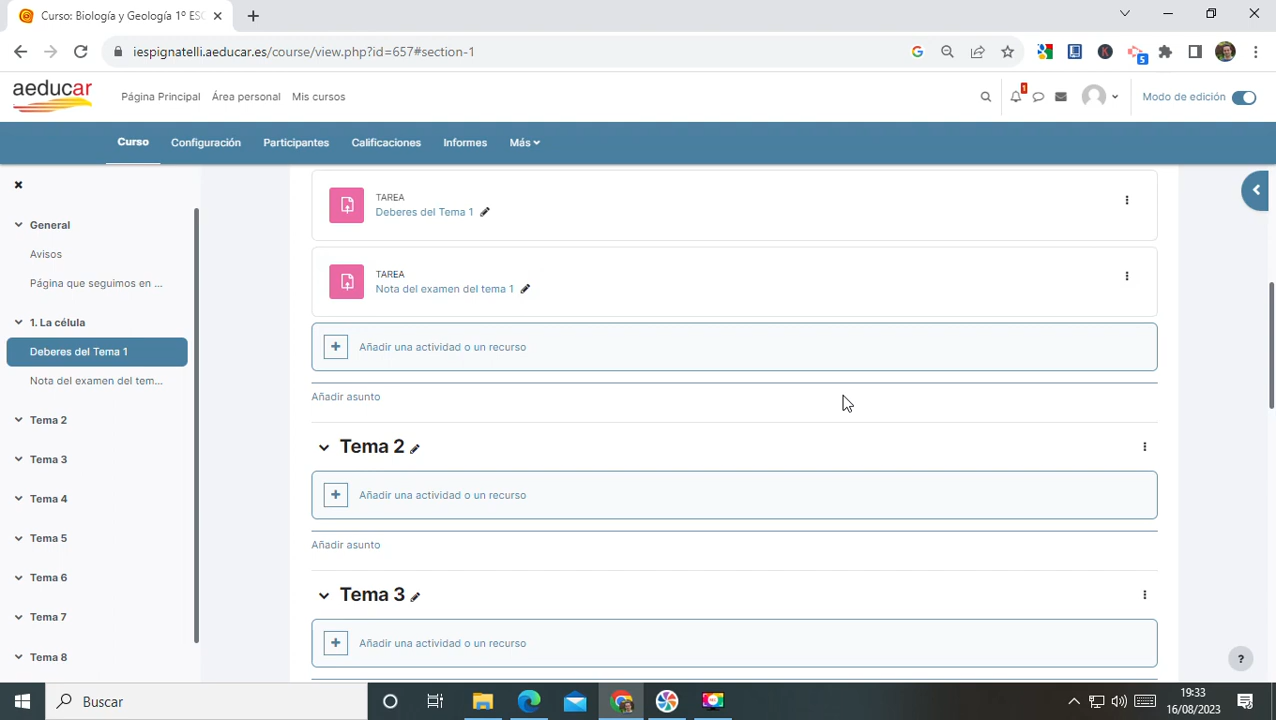 Curso: Biología y Geología 1º ESO
iespignatelli.aeducar.es/course/view.php?id=657#section-1
G
K
5
aeducar
Página Principal
Área personal
Mis cursos
1
Modo de edición
Curso
Configuración
Participantes
Calificaciones
Informes
Más
General
Avisos
Página que seguimos en ...
1. La célula
Deberes del Tema 1
Nota del examen del tem...
Tema 2
Tema 3
Tema 4
Tema 5
Tema 6
Tema 7
Tema 8
TAREA
Deberes del Tema 1
TAREA
Nota del examen del tema 1
Añadir una actividad o un recurso
Añadir asunto
Tema 2
Añadir una actividad o un recurso
Añadir asunto
Tema 3
Añadir una actividad o un recurso
?
Buscar
19:33
16/08/2023